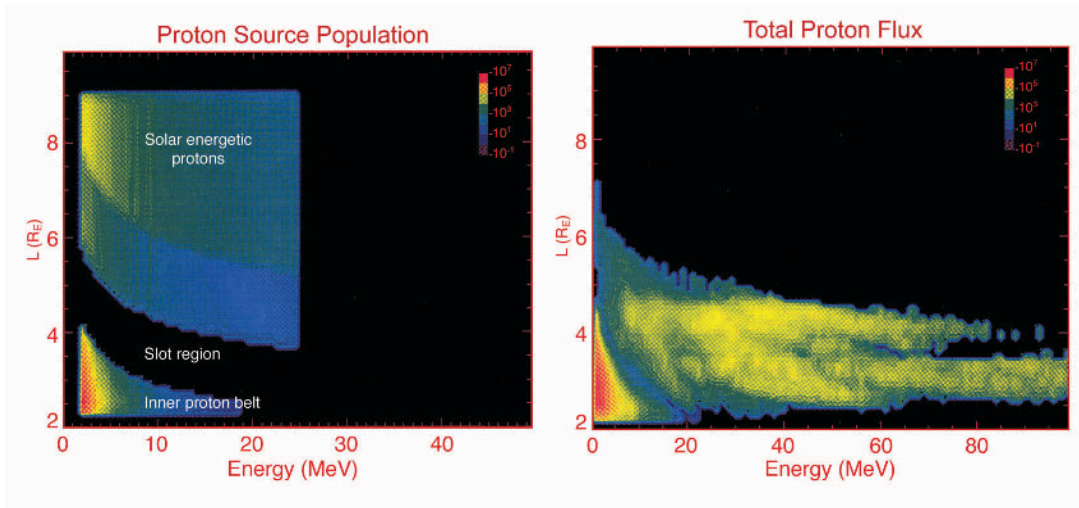 Proton Source Population
-10⁷
-10⁵
-10³
-10¹
-10⁻¹
Solar energetic
protons
Slot region
Inner proton belt
8
6
4
2
L (R_E)
0
10
20
30
40
Energy (MeV)
Total Proton Flux
-10⁷
-10⁵
-10³
-10¹
-10⁻¹
8
6
4
2
L (R_E)
0
20
40
60
80
Energy (MeV)